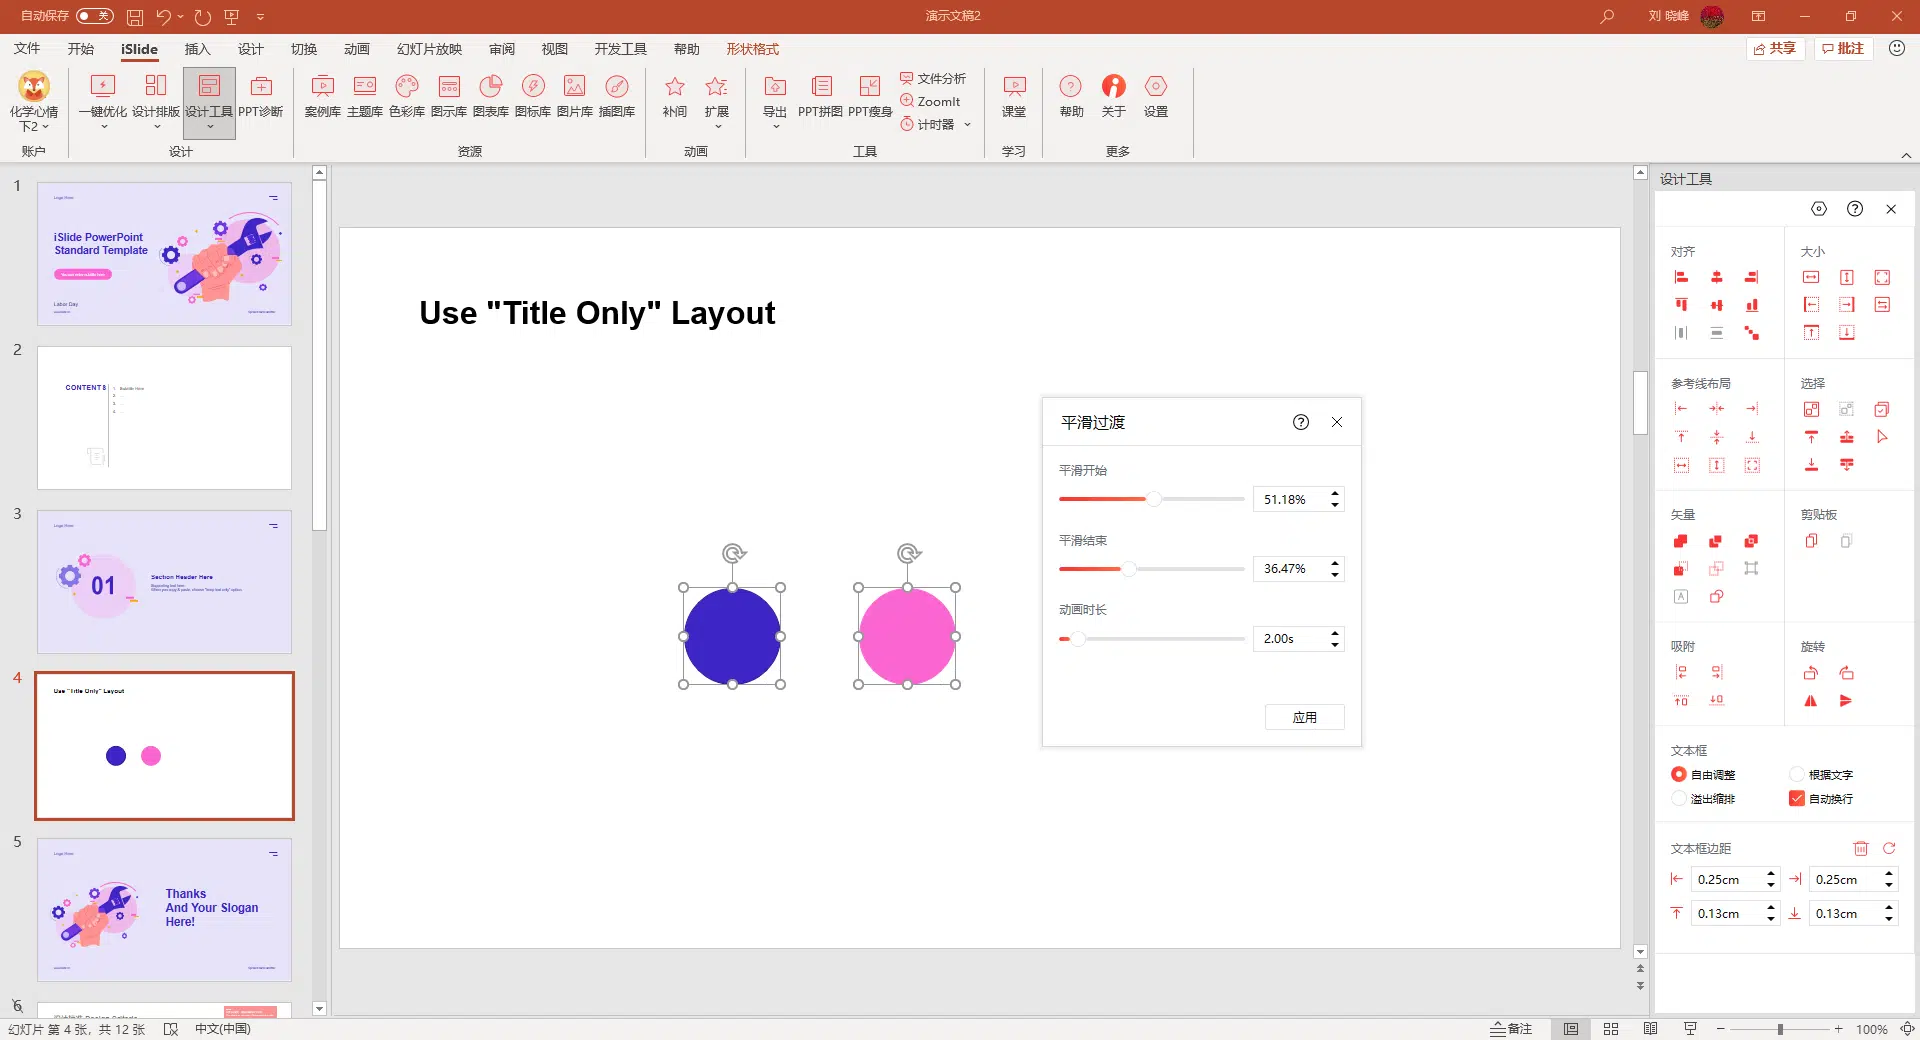 自动保存 关
演示文稿2
刘 晓峰
文件 开始 iSlide 插入 设计 切换 动画 幻灯片放映 审阅 视图 开发工具 帮助 形状格式
共享 批注
化学心情下2
一键优化 设计排版 设计工具 PPT诊断
案例库 主题库 色彩库 图示库 图表库 图标库 图片库 插图库
补间 扩展
导出 PPT拼图 PPT瘦身
文件分析
ZoomIt
计时器
课堂
帮助 关于 设置
账户 设计 资源 动画 工具 学习 更多
1
iSlide PowerPoint
Standard Template
Labor Day
2
CONTENTS
3
01
Section Header Here
4
Use "Title Only" Layout
5
Thanks
And Your Slogan
Here!
6
Use "Title Only" Layout
平滑过渡
平滑开始
51.18%
平滑结束
36.47%
动画时长
2.00s
应用
设计工具
对齐 大小
参考线布局 选择
矢量 剪贴板
A
吸附 旋转
文本框
自由调整 根据文字
溢出缩排 自动换行
文本框边距
0.25cm 0.25cm
0.13cm 0.13cm
幻灯片 第 4 张，共 12 张 中文(中国)
备注
100%